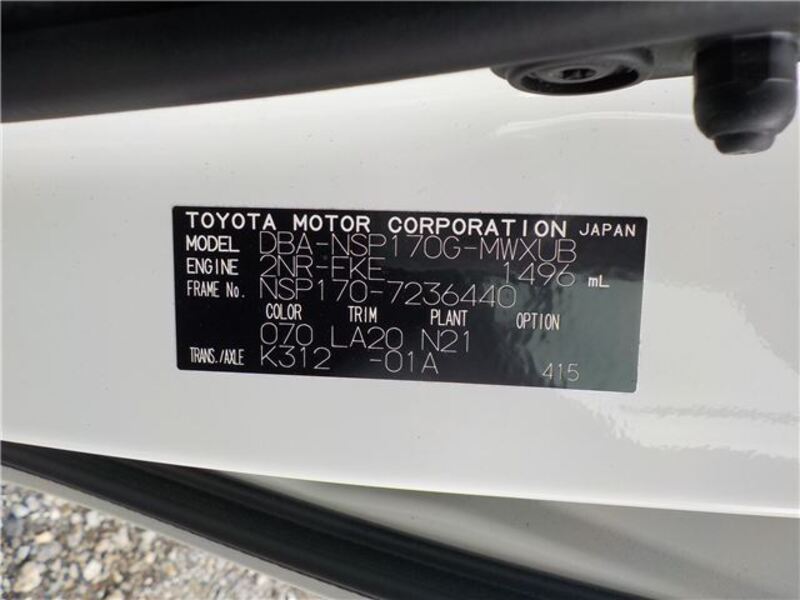 TOYOTA MOTOR CORPORATION JAPAN
MODEL DBA-NSP170G-MWXUB
ENGINE 2NR-FKE 1496 mL
FRAME No. NSP170-7236440
COLOR TRIM PLANT OPTION
070 LA20 N21
TRANS./AXLE K312 -01A 415